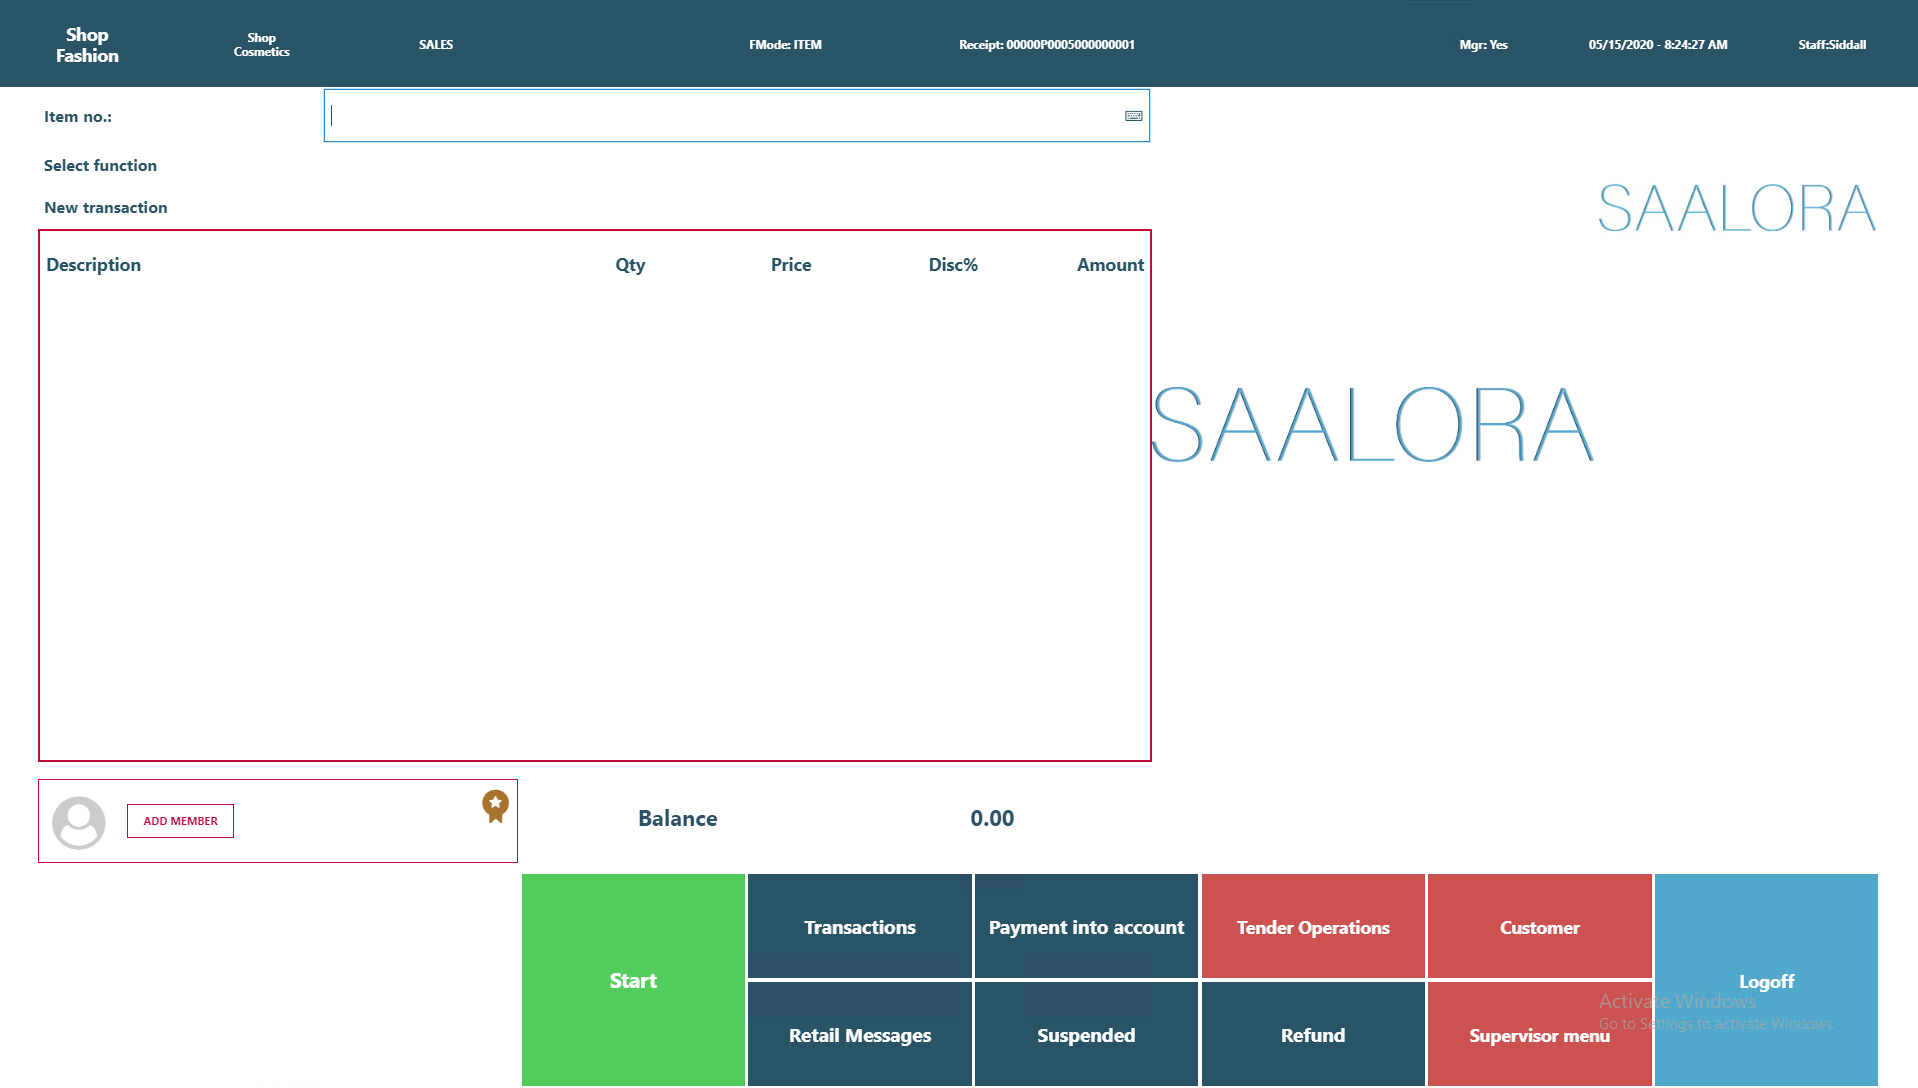 Shop
Fashion
Shop
Cosmetics
SALES
FMode: ITEM
Receipt: 00000P0005000000001
Mgr: Yes
05/15/2020 - 8:24:27 AM
Staff:Siddall
Item no.:
Select function
New transaction
SAALORA
Description Qty Price Disc% Amount
SAALORA
ADD MEMBER
Balance 0.00
Start
Transactions
Payment into account
Tender Operations
Customer
Logoff
Retail Messages
Suspended
Refund
Supervisor menu
Activate Windows
Go to Settings to activate Windows.